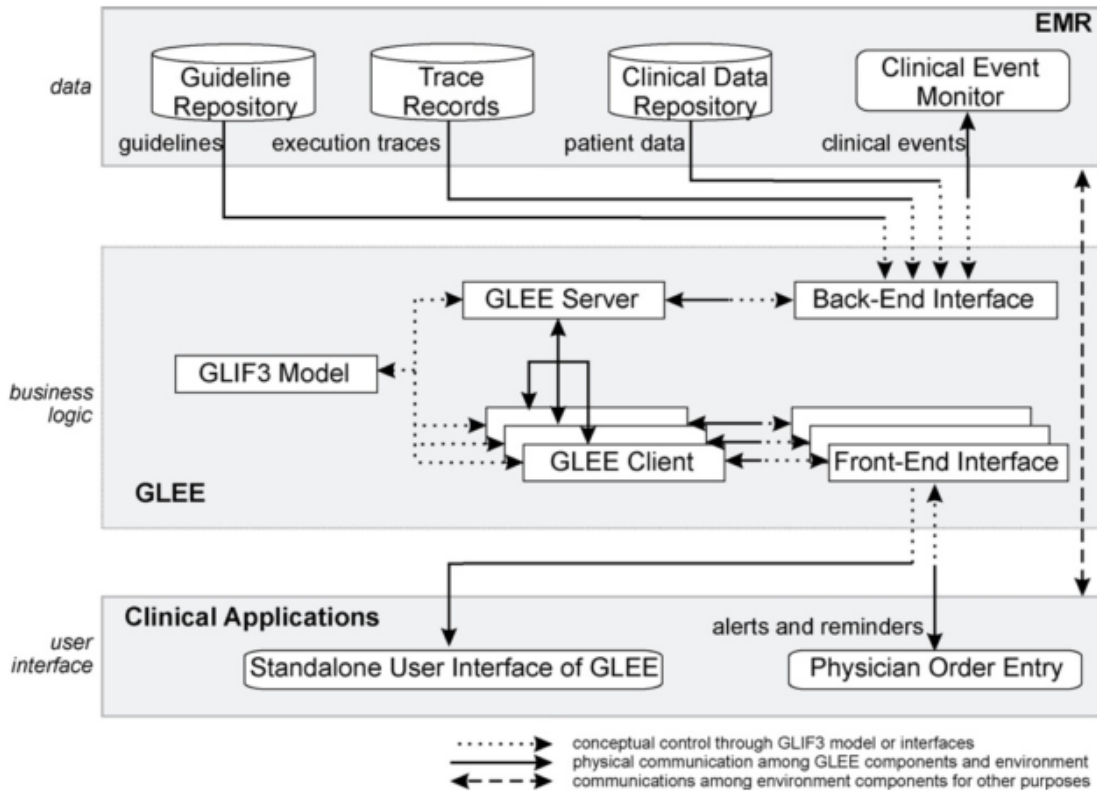 EMR
data
Guideline
Repository
Trace
Records
Clinical Data
Repository
Clinical Event
Monitor
guidelines
execution traces
patient data
clinical events
GLEE Server
Back-End Interface
GLIF3 Model
business
logic
GLEE Client
Front-End Interface
GLEE
Clinical Applications
user
interface
alerts and reminders
Standalone User Interface of GLEE
Physician Order Entry
conceptual control through GLIF3 model or interfaces
physical communication among GLEE components and environment
communications among environment components for other purposes